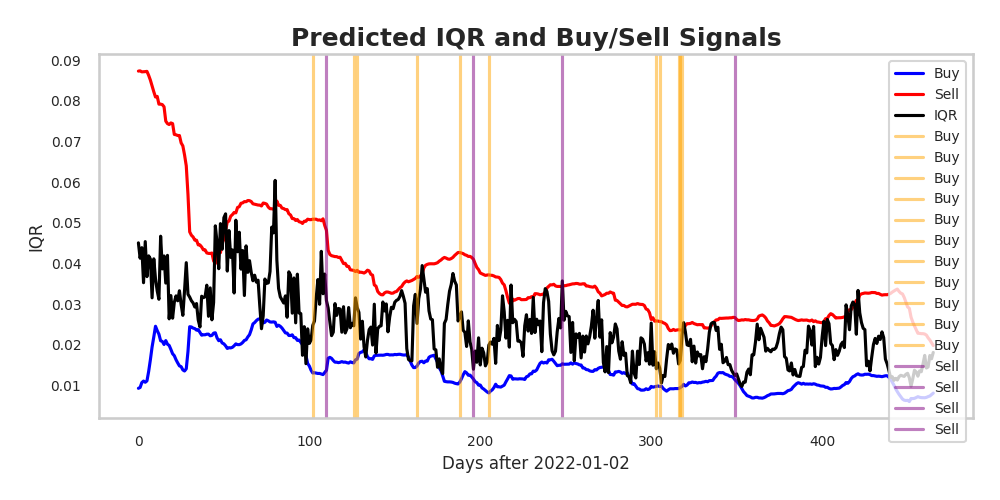 Predicted IQR and Buy/Sell Signals
IQR
0.09
0.08
0.07
0.06
0.05
0.04
0.03
0.02
0.01
0
100
200
300
400
Days after 2022-01-02
Buy
Sell
IQR
Buy
Buy
Buy
Buy
Buy
Buy
Buy
Buy
Buy
Buy
Buy
Sell
Sell
Sell
Sell